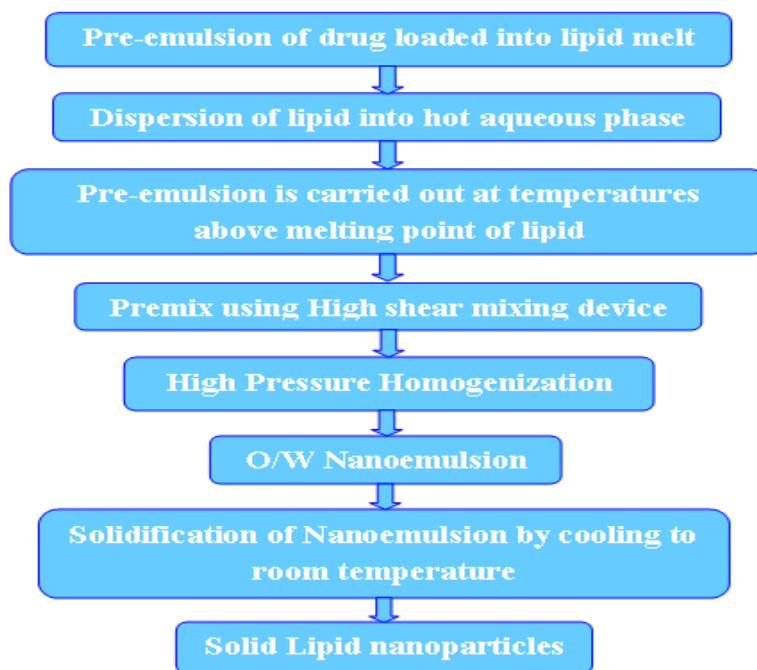 Pre-emulsion of drug loaded into lipid melt
Dispersion of lipid into hot aqueous phase
Pre-emulsion is carried out at temperatures
above melting point of lipid
Premix using High shear mixing device
High Pressure Homogenization
O/W Nanoemulsion
Solidification of Nanoemulsion by cooling to
room temperature
Solid Lipid nanoparticles